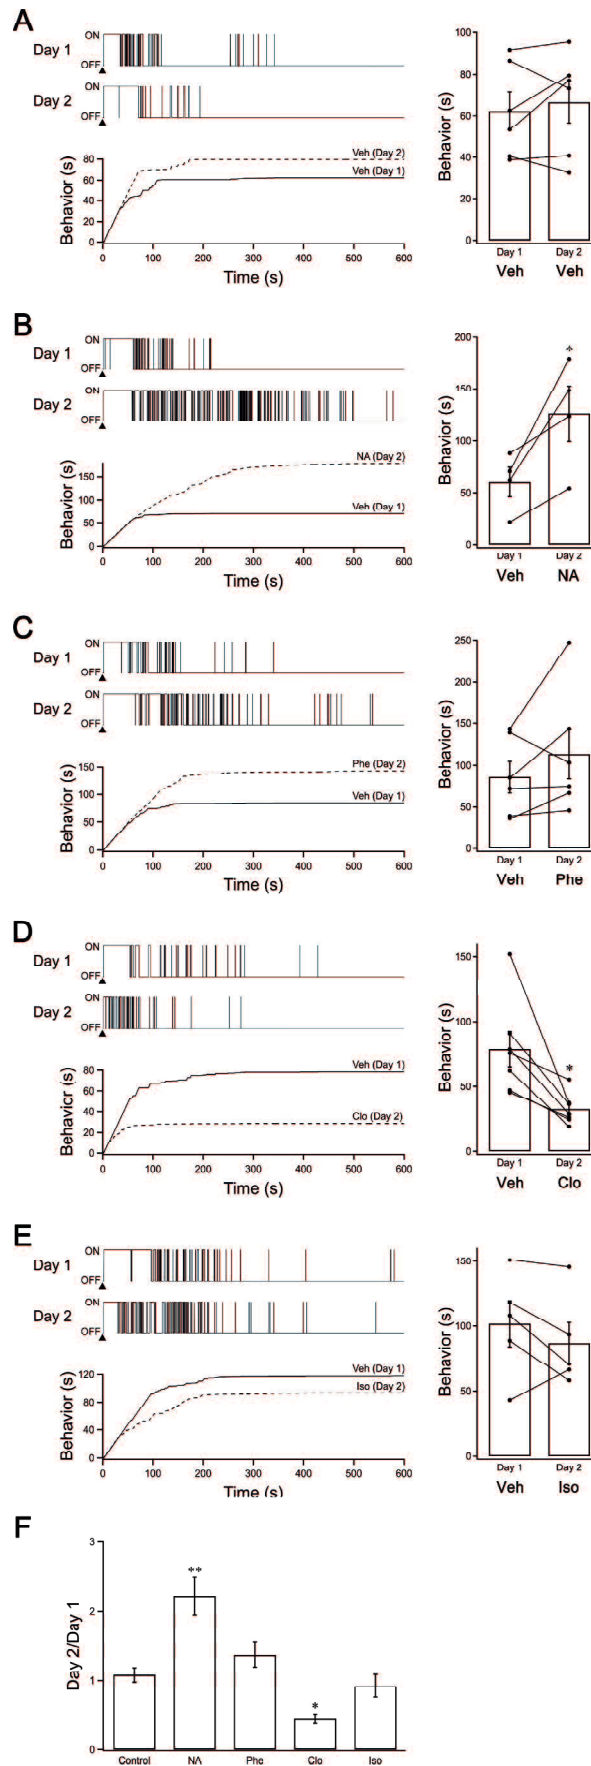 A
Day 1
ON
OFF
Day 2
ON
OFF
Behavior (s)
80
60
40
20
0
Veh (Day 2)
Veh (Day 1)
0 100 200 300 400 500 600
Time (s)
Behavior (s)
100
80
60
40
20
0
Day 1 Day 2
Veh Veh
B
Day 1
ON
OFF
Day 2
ON
OFF
Behavior (s)
150
100
50
0
NA (Day 2)
Veh (Day 1)
0 100 200 300 400 500 600
Time (s)
Behavior (s)
200
150
100
50
0
*
Day 1 Day 2
Veh NA
C
Day 1
ON
OFF
Day 2
ON
OFF
Behavior (s)
150
100
50
0
Phe (Day 2)
Veh (Day 1)
0 100 200 300 400 500 600
Time (s)
Behavior (s)
250
200
150
100
50
0
Day 1 Day 2
Veh Phe
D
Day 1
ON
OFF
Day 2
ON
OFF
Behavior (s)
80
60
40
20
0
Veh (Day 1)
Clo (Day 2)
0 100 200 300 400 500 600
Time (s)
Behavior (s)
150
100
50
0
*
Day 1 Day 2
Veh Clo
E
Day 1
ON
OFF
Day 2
ON
OFF
Behavior (s)
120
80
40
0
Veh (Day 1)
Iso (Day 2)
0 100 200 300 400 500 600
Time (s)
Behavior (s)
150
100
50
0
Day 1 Day 2
Veh Iso
F
Day 2/Day 1
3
2
1
0
**
*
Control NA Phe Clo Iso